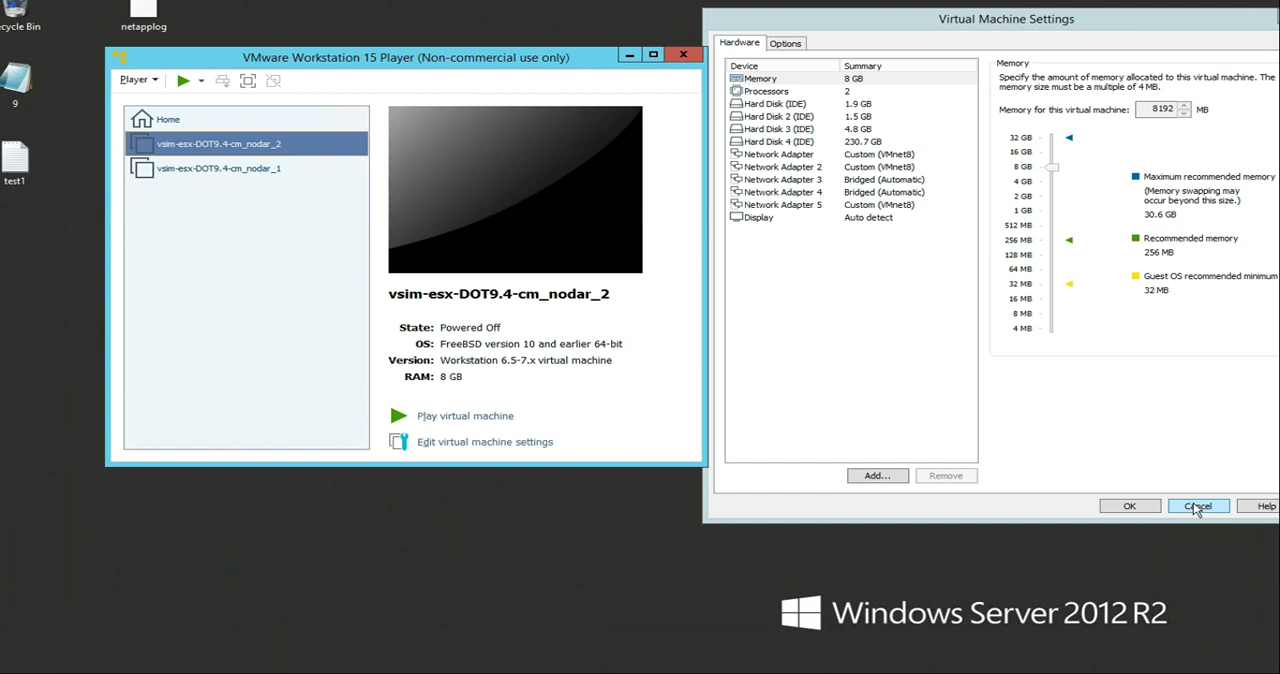 ecycle Bin
netapplog
9
test1
VMware Workstation 15 Player (Non-commercial use only)
Player
Home
vsim-esx-DOT9.4-cm_nodar_2
vsim-esx-DOT9.4-cm_nodar_1
vsim-esx-DOT9.4-cm_nodar_2
State: Powered Off
OS: FreeBSD version 10 and earlier 64-bit
Version: Workstation 6.5-7.x virtual machine
RAM: 8 GB
Play virtual machine
Edit virtual machine settings
Virtual Machine Settings
Hardware Options
Device Summary
Memory 8 GB
Processors 2
Hard Disk (IDE) 1.9 GB
Hard Disk 2 (IDE) 1.5 GB
Hard Disk 3 (IDE) 4.8 GB
Hard Disk 4 (IDE) 230.7 GB
Network Adapter Custom (VMnet8)
Network Adapter 2 Custom (VMnet8)
Network Adapter 3 Bridged (Automatic)
Network Adapter 4 Bridged (Automatic)
Network Adapter 5 Custom (VMnet8)
Display Auto detect
Add... Remove
Memory
Specify the amount of memory allocated to this virtual machine. The
memory size must be a multiple of 4 MB.
Memory for this virtual machine: 8192 MB
32 GB
16 GB
8 GB
4 GB
2 GB
1 GB
512 MB
256 MB
128 MB
64 MB
32 MB
16 MB
8 MB
4 MB
Maximum recommended memory
(Memory swapping may
occur beyond this size.)
30.6 GB
Recommended memory
256 MB
Guest OS recommended minimum
32 MB
OK Cancel Help
Windows Server 2012 R2